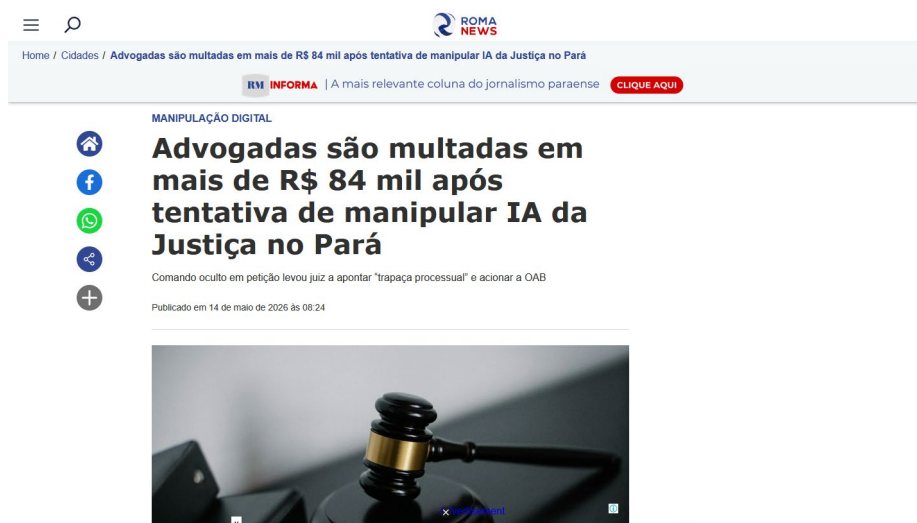 ROMA
NEWS
Home / Cidades / Advogadas são multadas em mais de R$ 84 mil após tentativa de manipular IA da Justiça no Pará
RM INFORMA | A mais relevante coluna do jornalismo paraense CLIQUE AQUI
MANIPULAÇÃO DIGITAL
Advogadas são multadas em
mais de R$ 84 mil após
tentativa de manipular IA da
Justiça no Pará
Comando oculto em petição levou juiz a apontar "trapaça processual" e acionar a OAB
Publicado em 14 de maio de 2026 às 08:24